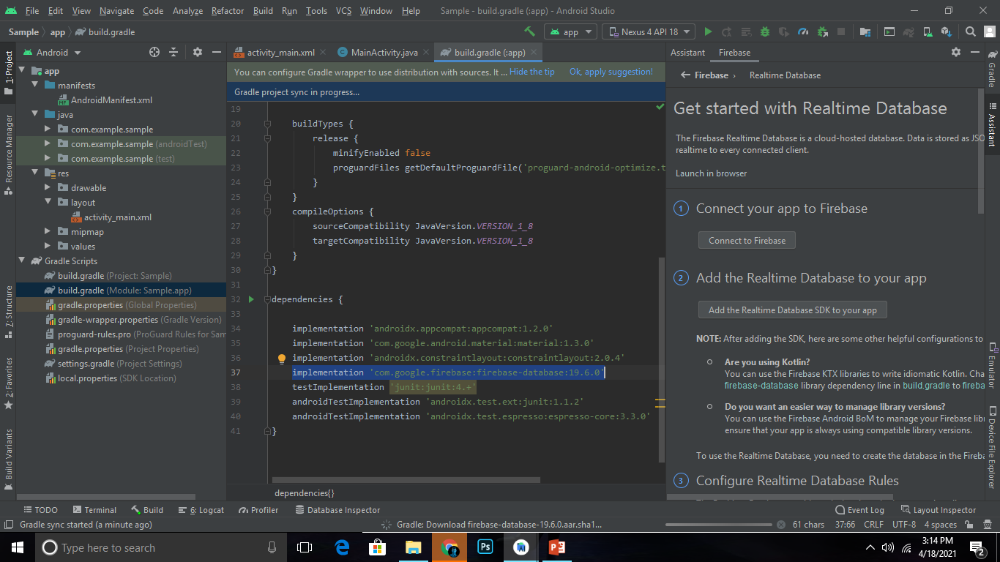 File Edit View Navigate Code Analyze Refactor Build Run Tools VCS Window Help Sample - build.gradle (:app) - Android Studio
Sample app build.gradle
app Nexus 4 API 18
1: Project
Resource Manager
7: Structure
2: Favorites
Build Variants
Android
app
manifests
AndroidManifest.xml
java
com.example.sample
com.example.sample (androidTest)
com.example.sample (test)
res
drawable
layout
activity_main.xml
mipmap
values
Gradle Scripts
build.gradle (Project: Sample)
build.gradle (Module: Sample.app)
gradle.properties (Global Properties)
gradle-wrapper.properties (Gradle Version)
proguard-rules.pro (ProGuard Rules for Sam
gradle.properties (Project Properties)
settings.gradle (Project Settings)
local.properties (SDK Location)
activity_main.xml MainActivity.java build.gradle (:app)
You can configure Gradle wrapper to use distribution with sources. It ... Hide the tip Ok, apply suggestion!
Gradle project sync in progress...
19
20 buildTypes {
21 release {
22 minifyEnabled false
23 proguardFiles getDefaultProguardFile('proguard-android-optimize.t
24 }
25 }
26 compileOptions {
27 sourceCompatibility JavaVersion.VERSION_1_8
28 targetCompatibility JavaVersion.VERSION_1_8
29 }
30 }
31
32 dependencies {
33
34 implementation 'androidx.appcompat:appcompat:1.2.0'
35 implementation 'com.google.android.material:material:1.3.0'
36 implementation 'androidx.constraintlayout:constraintlayout:2.0.4'
37 implementation 'com.google.firebase:firebase-database:19.6.0'
38 testImplementation 'junit:junit:4.+'
39 androidTestImplementation 'androidx.test.ext:junit:1.1.2'
40 androidTestImplementation 'androidx.test.espresso:espresso-core:3.3.0'
41 }
dependencies{}
Assistant Firebase
← Firebase › Realtime Database
Get started with Realtime Database
The Firebase Realtime Database is a cloud-hosted database. Data is stored as JSO
realtime to every connected client.
Launch in browser
1 Connect your app to Firebase
Connect to Firebase
2 Add the Realtime Database to your app
Add the Realtime Database SDK to your app
NOTE: After adding the SDK, here are some other helpful configurations to
Are you using Kotlin?
You can use the Firebase KTX libraries to write idiomatic Kotlin. Cha
firebase-database library dependency line in build.gradle to fireba
Do you want an easier way to manage library versions?
You can use the Firebase Android BoM to manage your Firebase libr
ensure that your app is always using compatible library versions.
To use the Realtime Database, you need to create the database in the Fireba
3 Configure Realtime Database Rules
Gradle
Assistant
Emulator
Device File Explorer
TODO Terminal Build 6: Logcat Profiler Database Inspector Event Log Layout Inspector
Gradle sync started (a minute ago) Gradle: Download firebase-database-19.6.0.aar.sha1... 61 chars 37:66 CRLF UTF-8 4 spaces
Type here to search
Ps
3:14 PM
4/18/2021
2